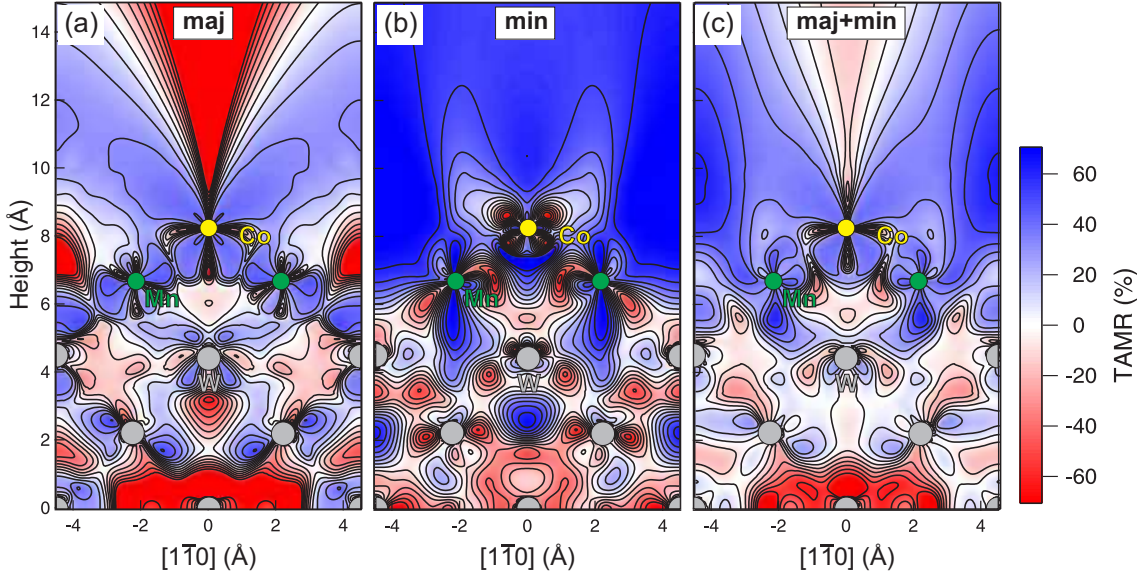 (a) maj (b) min (c) maj+min
14
12
10
8
6
4
2
0
Height (Å)
Co Co Co
Mn Mn Mn
W W W
60
40
20
0
-20
-40
-60
TAMR (%)
-4 -2 0 2 4 -4 -2 0 2 4 -4 -2 0 2 4
[11̅0] (Å) [11̅0] (Å) [11̅0] (Å)